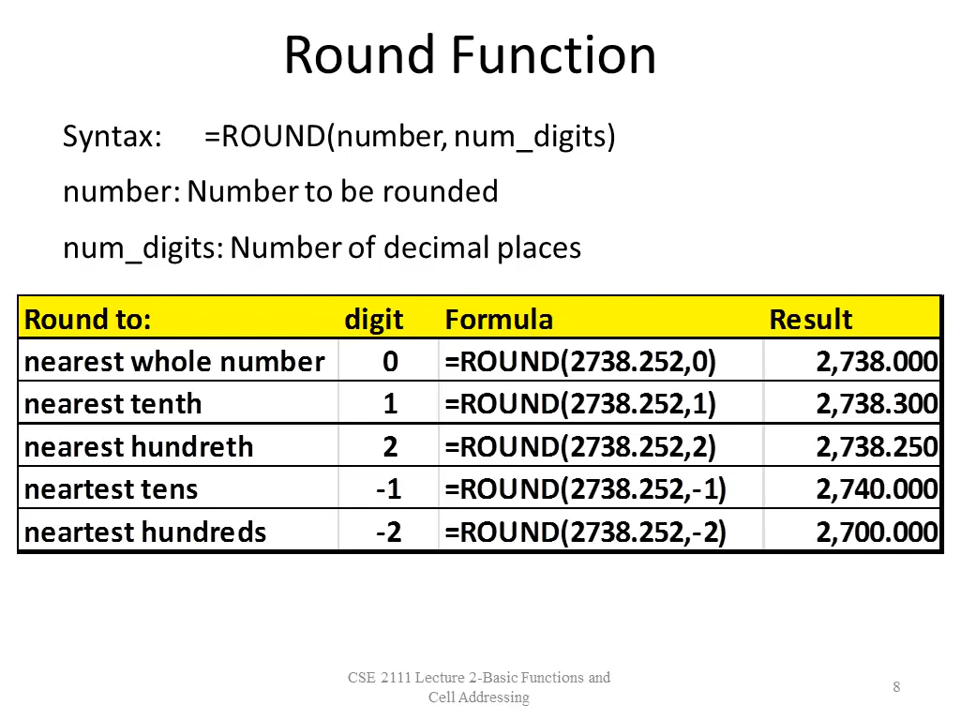 Round Function
Syntax: =ROUND(number, num_digits)
number: Number to be rounded
num_digits: Number of decimal places
Round to: digit Formula Result
nearest whole number 0 =ROUND(2738.252,0) 2,738.000
nearest tenth 1 =ROUND(2738.252,1) 2,738.300
nearest hundreth 2 =ROUND(2738.252,2) 2,738.250
neartest tens -1 =ROUND(2738.252,-1) 2,740.000
neartest hundreds -2 =ROUND(2738.252,-2) 2,700.000
CSE 2111 Lecture 2-Basic Functions and
Cell Addressing
8